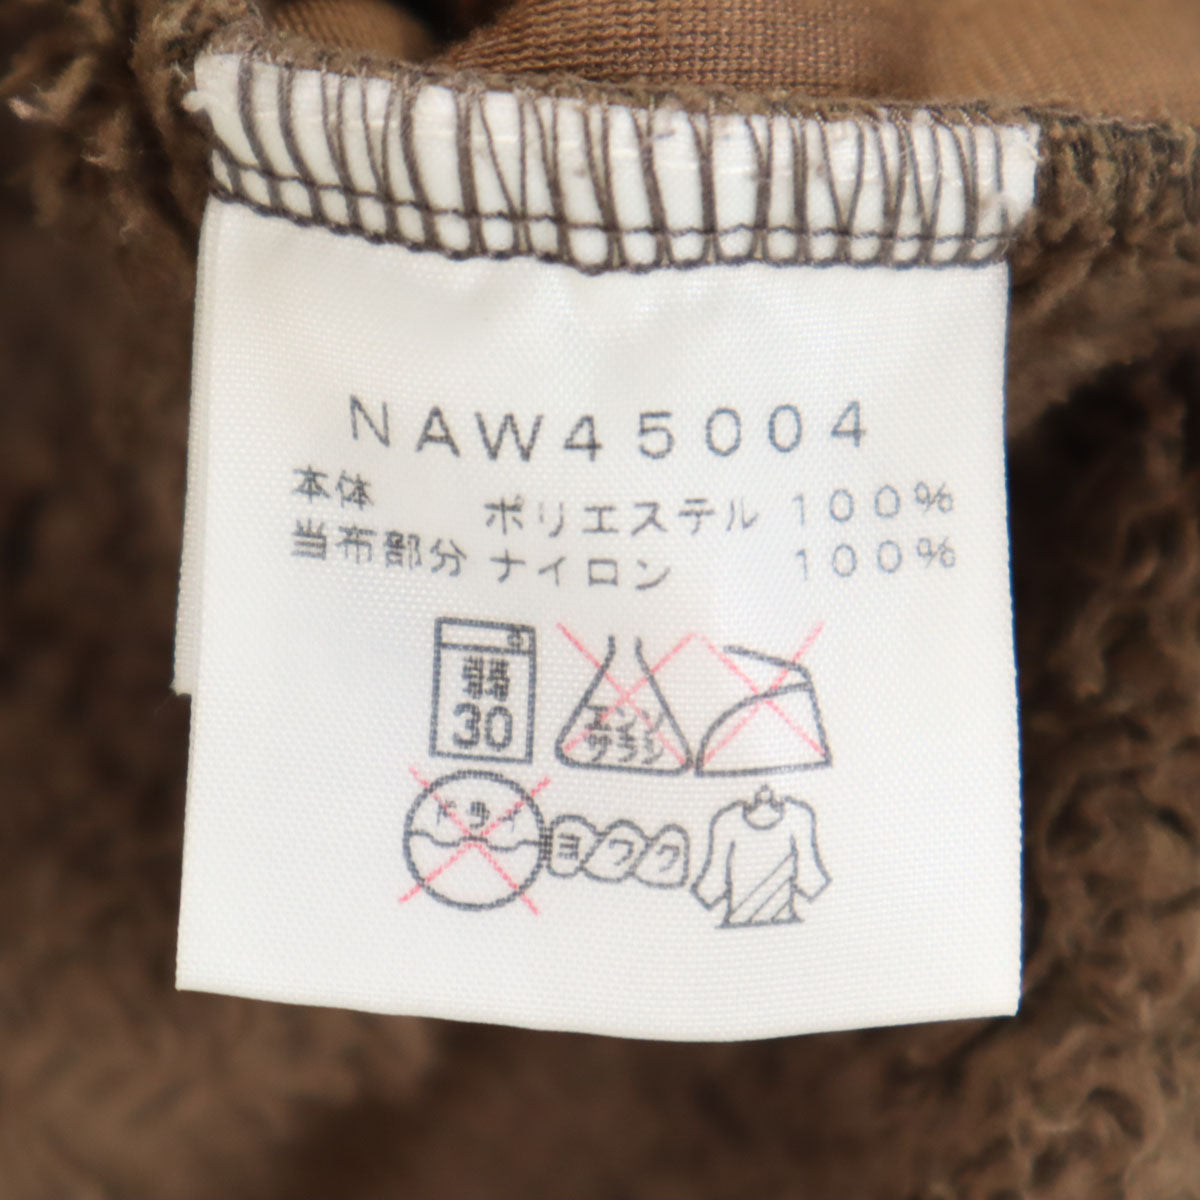 NAW45004
本体 ポリエステル 100%
当布部分 ナイロン 100%
弱
30
エンソ
サラシ
ドライ
ヨワク